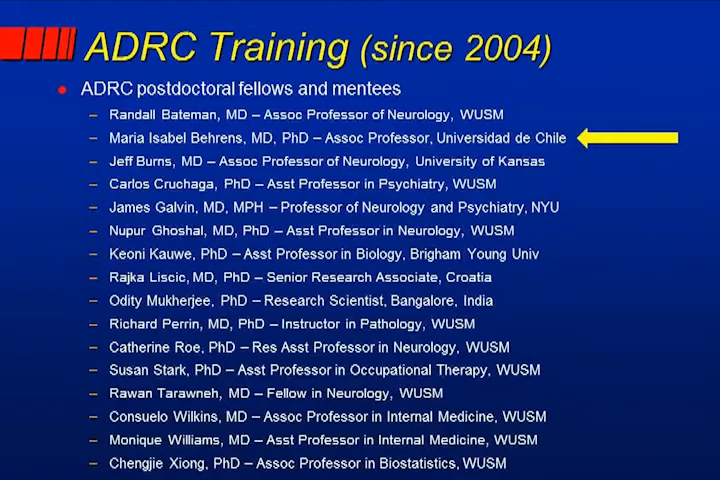 ADRC Training (since 2004)
• ADRC postdoctoral fellows and mentees
– Randall Bateman, MD – Assoc Professor of Neurology, WUSM
– Maria Isabel Behrens, MD, PhD – Assoc Professor, Universidad de Chile
– Jeff Burns, MD – Assoc Professor of Neurology, University of Kansas
– Carlos Cruchaga, PhD – Asst Professor in Psychiatry, WUSM
– James Galvin, MD, MPH – Professor of Neurology and Psychiatry, NYU
– Nupur Ghoshal, MD, PhD – Asst Professor in Neurology, WUSM
– Keoni Kauwe, PhD – Asst Professor in Biology, Brigham Young Univ
– Rajka Liscic, MD, PhD – Senior Research Associate, Croatia
– Odity Mukherjee, PhD – Research Scientist, Bangalore, India
– Richard Perrin, MD, PhD – Instructor in Pathology, WUSM
– Catherine Roe, PhD – Res Asst Professor in Neurology, WUSM
– Susan Stark, PhD – Asst Professor in Occupational Therapy, WUSM
– Rawan Tarawneh, MD – Fellow in Neurology, WUSM
– Consuelo Wilkins, MD – Assoc Professor in Internal Medicine, WUSM
– Monique Williams, MD – Asst Professor in Internal Medicine, WUSM
– Chengjie Xiong, PhD – Assoc Professor in Biostatistics, WUSM